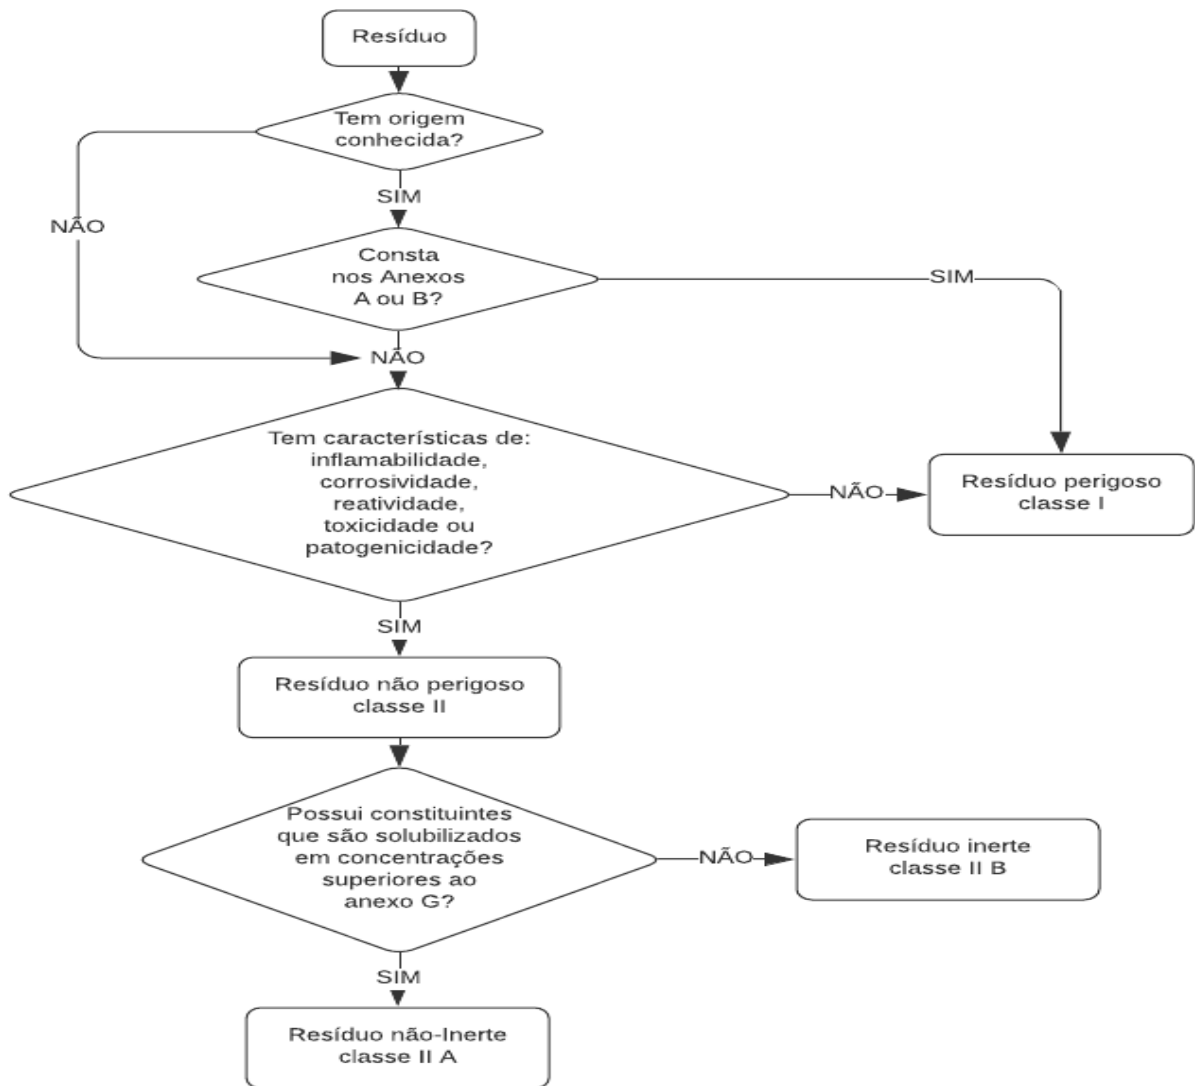 Resíduo
Tem origem
conhecida?
SIM
NÃO
Consta
nos Anexos
A ou B?
SIM
NÃO
Tem características de:
inflamabilidade,
corrosividade,
reatividade,
toxicidade ou
patogenicidade?
NÃO
Resíduo perigoso
classe I
SIM
Resíduo não perigoso
classe II
Possui constituintes
que são solubilizados
em concentrações
superiores ao
anexo G?
NÃO
Resíduo inerte
classe II B
SIM
Resíduo não-Inerte
classe II A